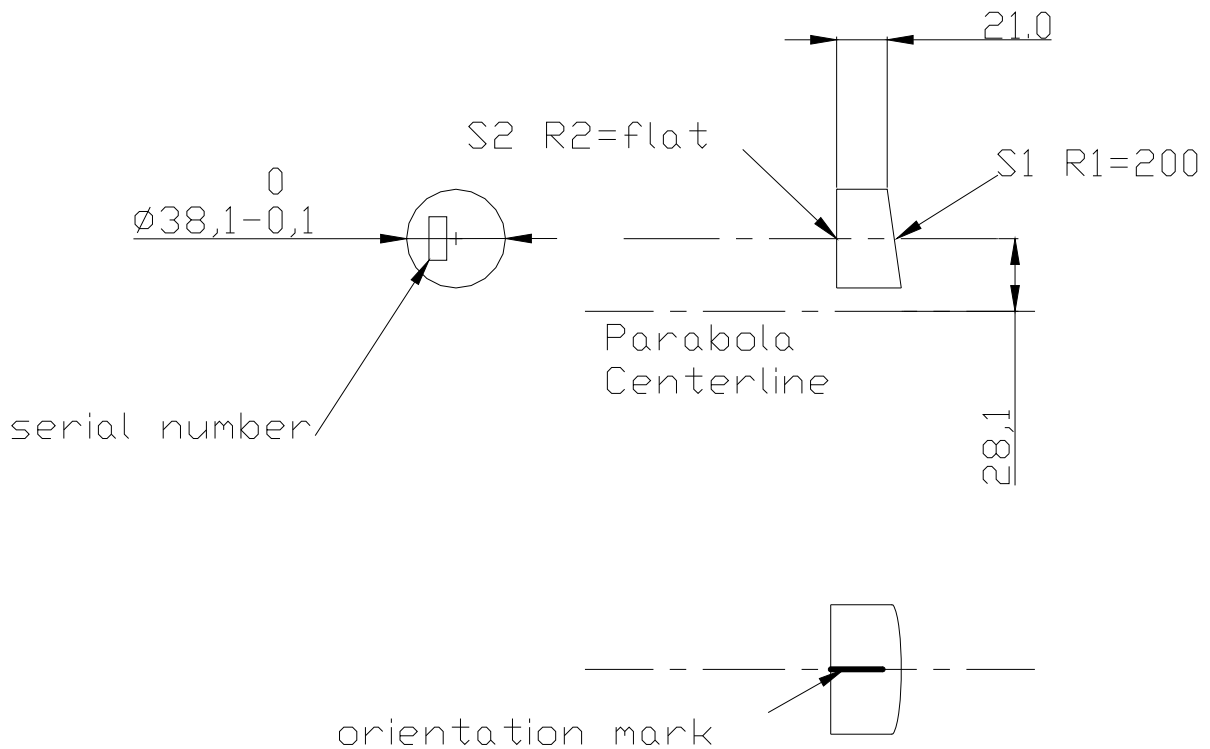 21.0
S2 R2=flat
S1 R1=200
0
⌀38,1-0,1
Parabola
Centerline
serial number
28,1
orientation mark